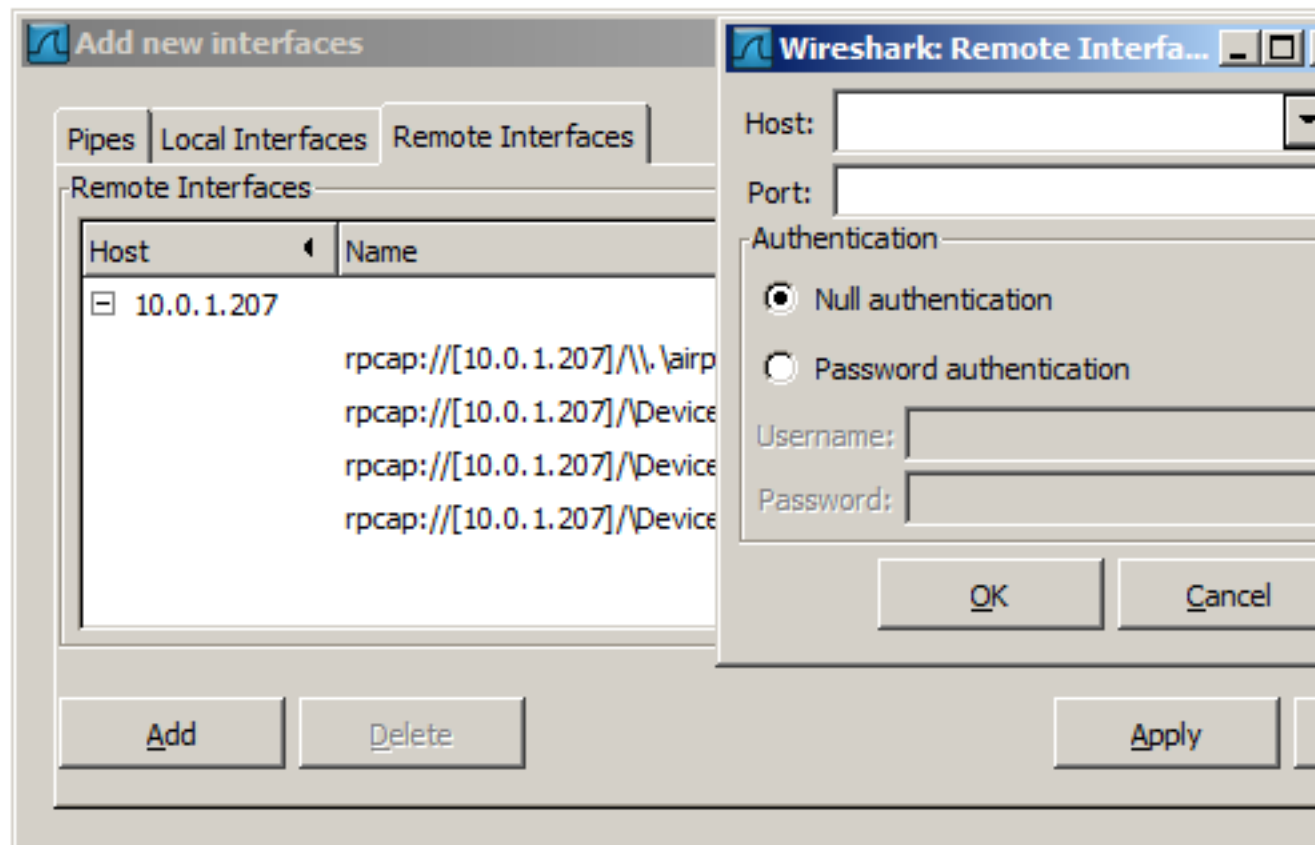 Add new interfaces
Pipes Local Interfaces Remote Interfaces
Remote Interfaces
Host Name
10.0.1.207
rpcap://[10.0.1.207]/\\.\airp
rpcap://[10.0.1.207]/\Device
rpcap://[10.0.1.207]/\Device
rpcap://[10.0.1.207]/\Device
Add Delete Apply
Wireshark: Remote Interfa...
Host:
Port:
Authentication
Null authentication
Password authentication
Username:
Password:
OK Cancel